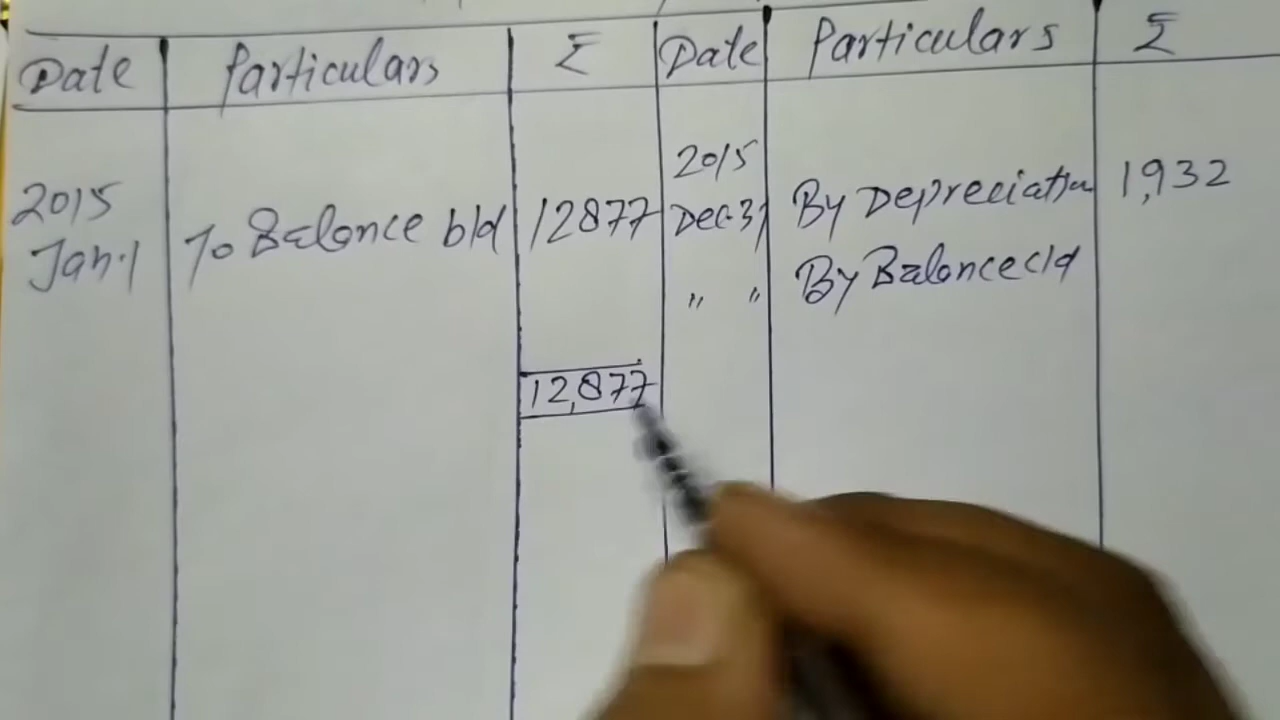 Date Particulars ₹ Date Particulars ₹
2015
2015
Jan.1 To Balance b/d 12877 Dec.31 By Depreciation 1,932
" " By Balance c/d
12,877